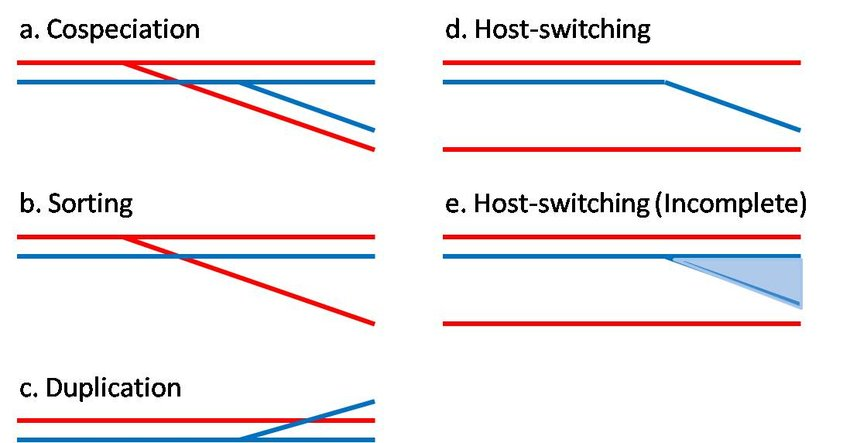 a. Cospeciation
b. Sorting
c. Duplication
d. Host-switching
e. Host-switching (Incomplete)